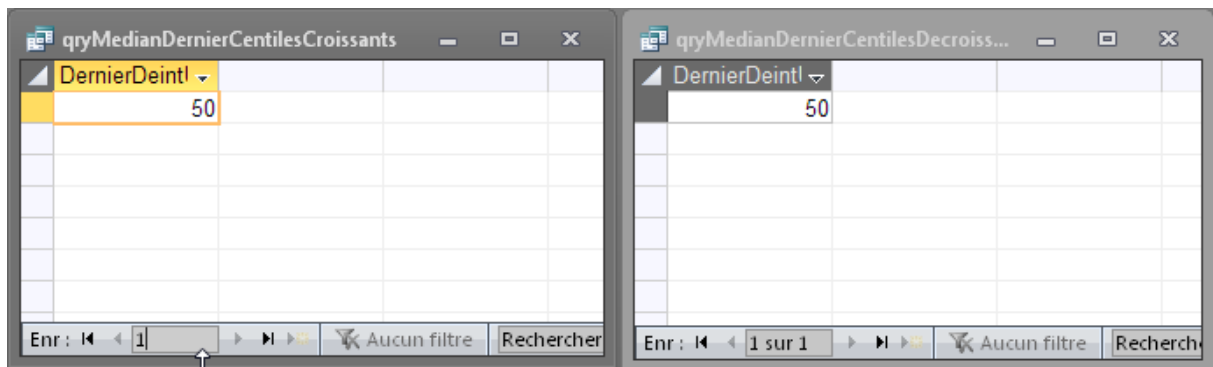 qryMedianDernierCentilesCroissants
DernierDeintl
50
Enr : 1 Aucun filtre Rechercher
qryMedianDernierCentilesDecroiss...
DernierDeintl
50
Enr : 1 sur 1 Aucun filtre Recherch